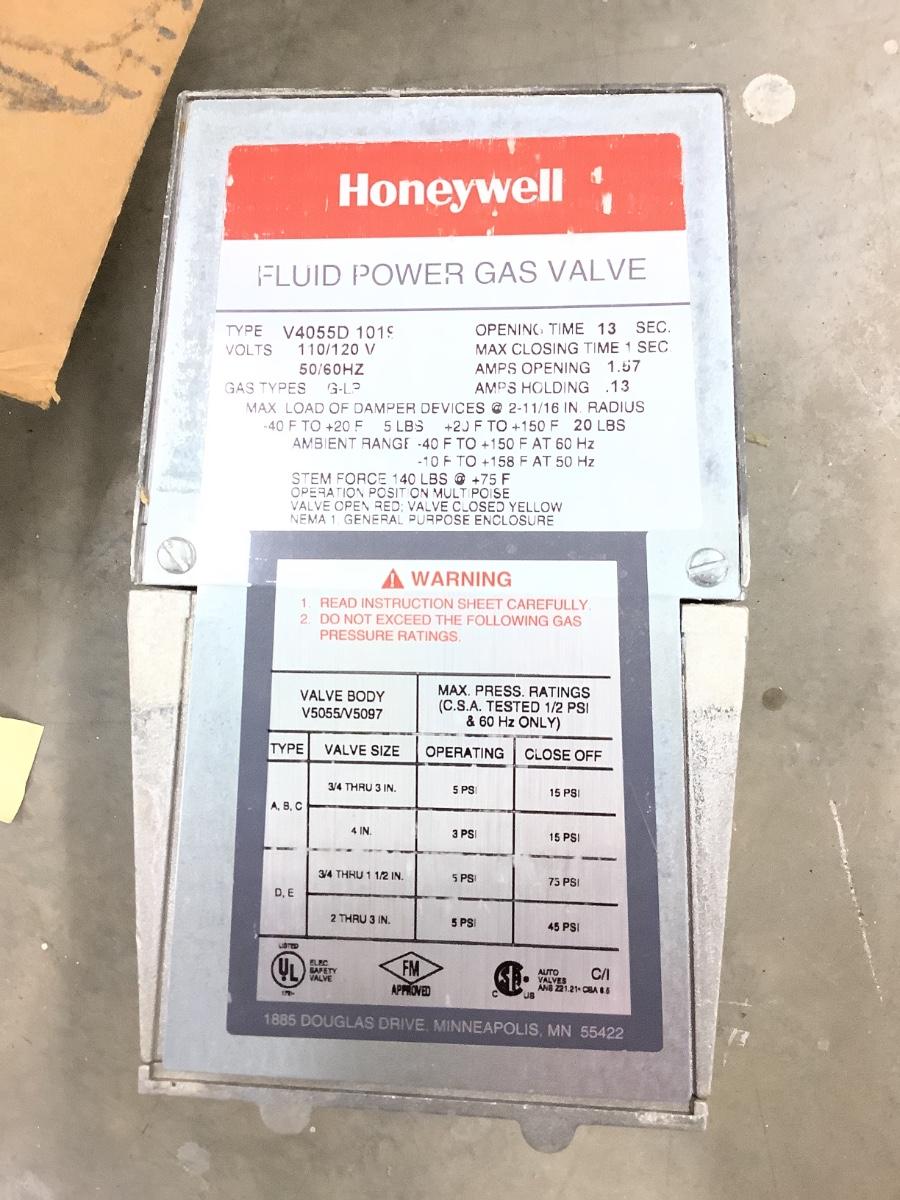 Honeywell
FLUID POWER GAS VALVE
TYPE V4055D 1019
VOLTS 110/120 V
50/60HZ
GAS TYPES G-LP
OPENING TIME 13 SEC.
MAX CLOSING TIME 1 SEC.
AMPS OPENING 1.57
AMPS HOLDING .13
MAX. LOAD OF DAMPER DEVICES @ 2-11/16 IN. RADIUS
-40 F TO +20 F 5 LBS +20 F TO +150 F 20 LBS
AMBIENT RANGE -40 F TO +150 F AT 60 Hz
-10 F TO +158 F AT 50 Hz
STEM FORCE 140 LBS @ +75 F
OPERATION POSITION MULTIPOISE
VALVE OPEN RED; VALVE CLOSED YELLOW
NEMA 1, GENERAL PURPOSE ENCLOSURE
WARNING
1. READ INSTRUCTION SHEET CAREFULLY.
2. DO NOT EXCEED THE FOLLOWING GAS
PRESSURE RATINGS.
VALVE BODY
V5055/V5097
MAX. PRESS. RATINGS
(C.S.A. TESTED 1/2 PSI
& 60 Hz ONLY)
TYPE VALVE SIZE OPERATING CLOSE OFF
A, B, C 3/4 THRU 3 IN. 5 PSI 15 PSI
4 IN. 3 PSI 15 PSI
D, E 3/4 THRU 1 1/2 IN. 5 PSI 75 PSI
2 THRU 3 IN. 5 PSI 45 PSI
LISTED
UL
ELEC.
SAFETY
VALVE
FM
APPROVED
C US
AUTO
VALVES
C/I
1885 DOUGLAS DRIVE, MINNEAPOLIS, MN 55422